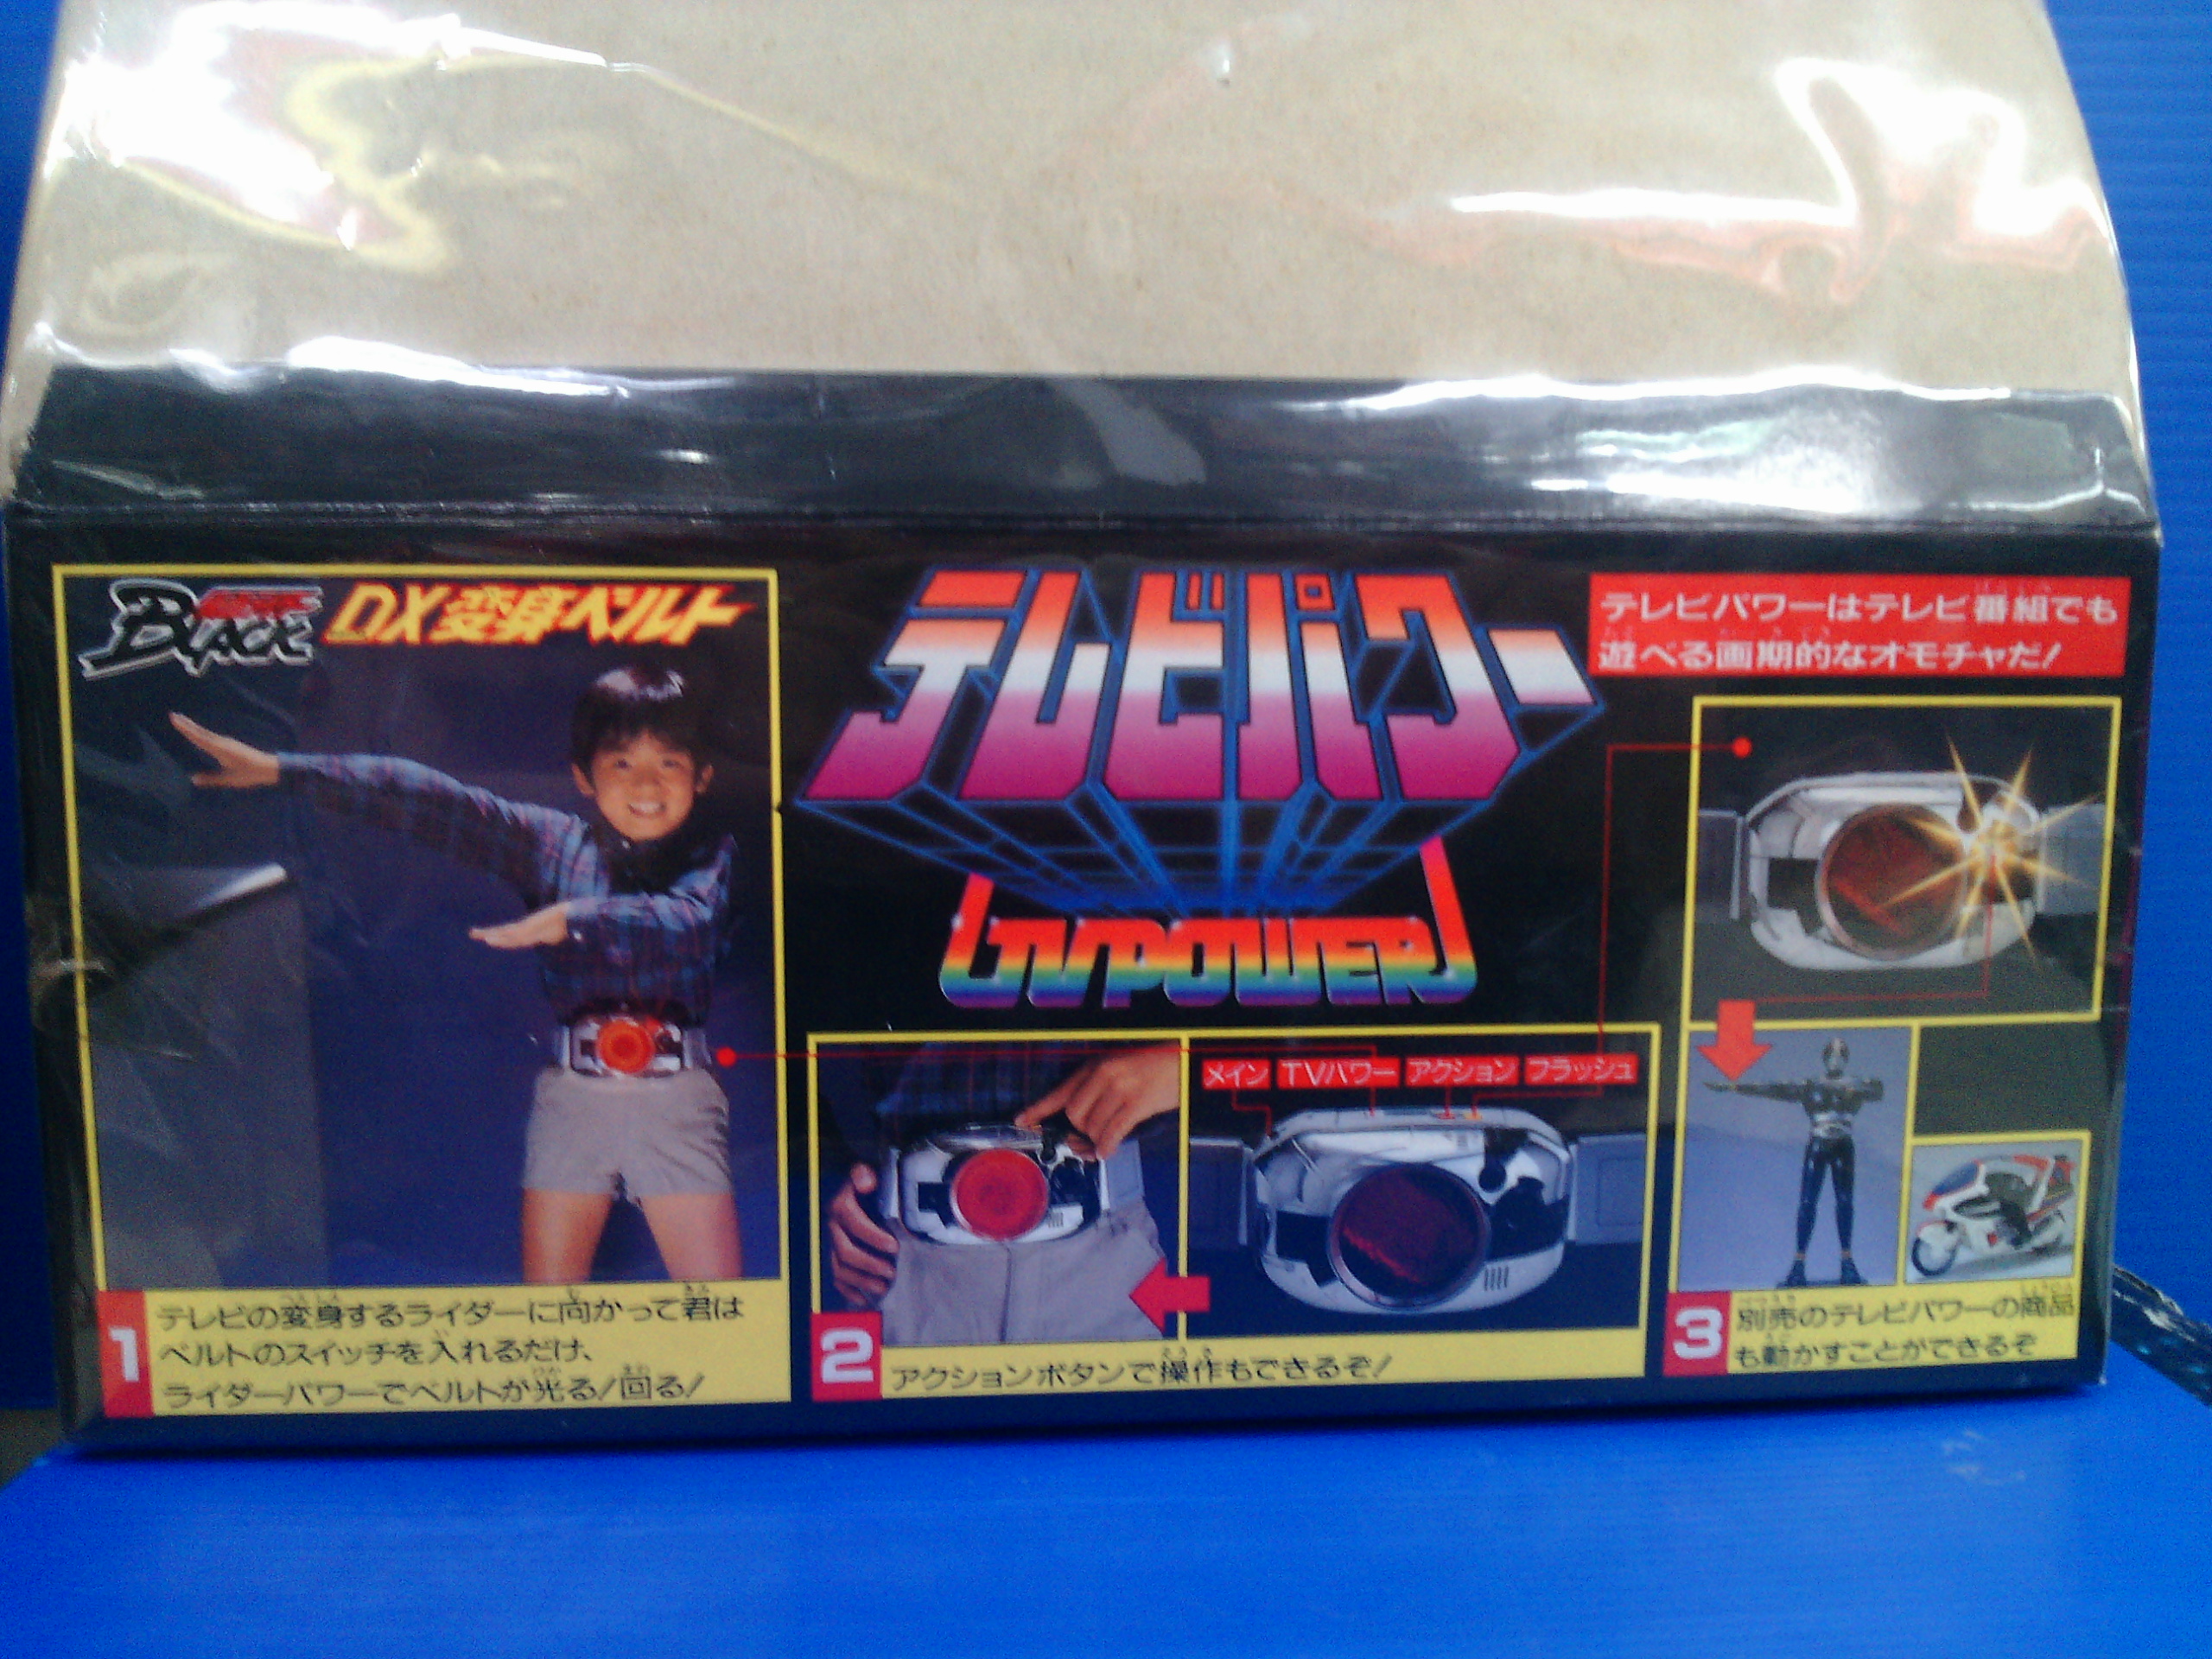 BLACK
DX変身ベルト
テレビパワー
TVPOWER
テレビパワーはテレビ番組でも
遊べる画期的なオモチャだ!
1
テレビの変身するライダーに向かって君は
ベルトのスイッチを入れるだけ、
ライダーパワーでベルトが光る!回る!
メイン TVパワー アクション フラッシュ
2
アクションボタンで操作もできるぞ!
3
別売のテレビパワーの商品
も動かすことができるぞ